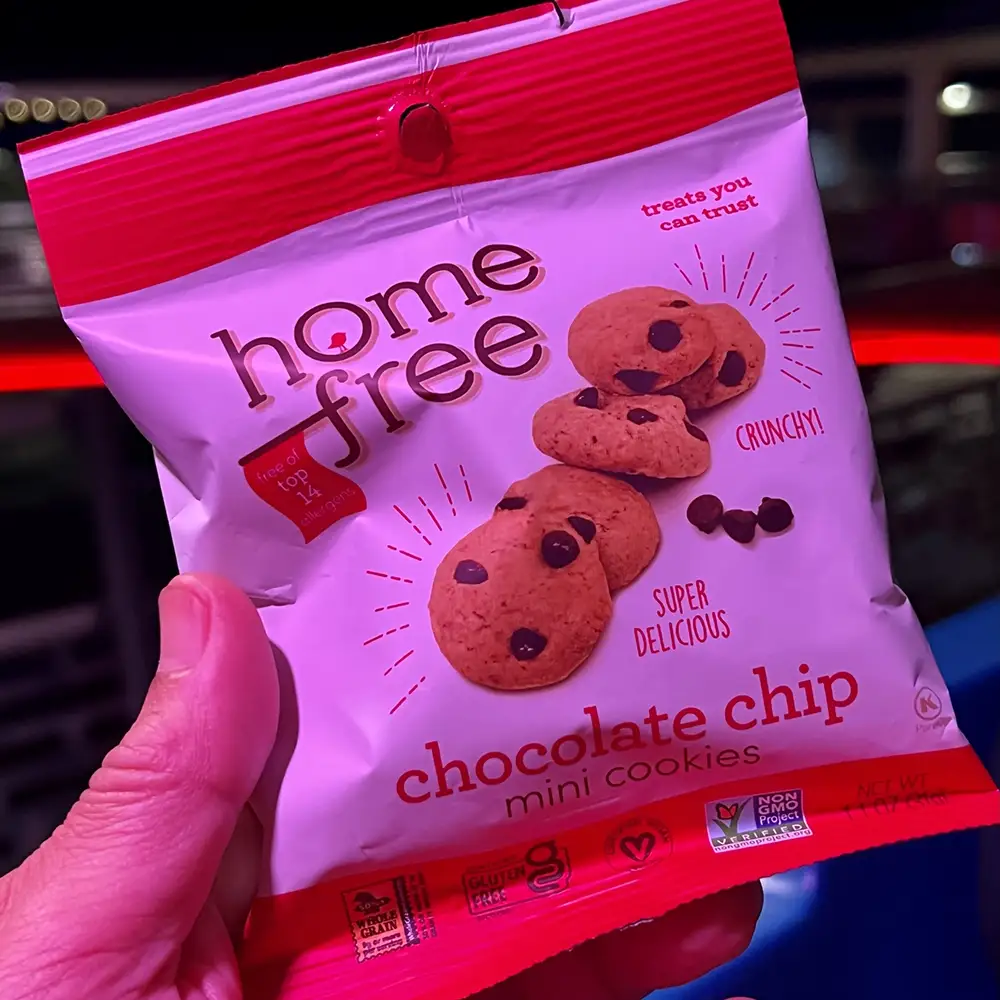 treats you
can trust
home
free
free of
top
14
allergens
CRUNCHY!
SUPER
DELICIOUS
chocolate chip
mini cookies
K
NET WT
WHOLE
GRAIN
GLUTEN
FREE
g
NON
GMO
Project
VERIFIED
nongmoproject.org